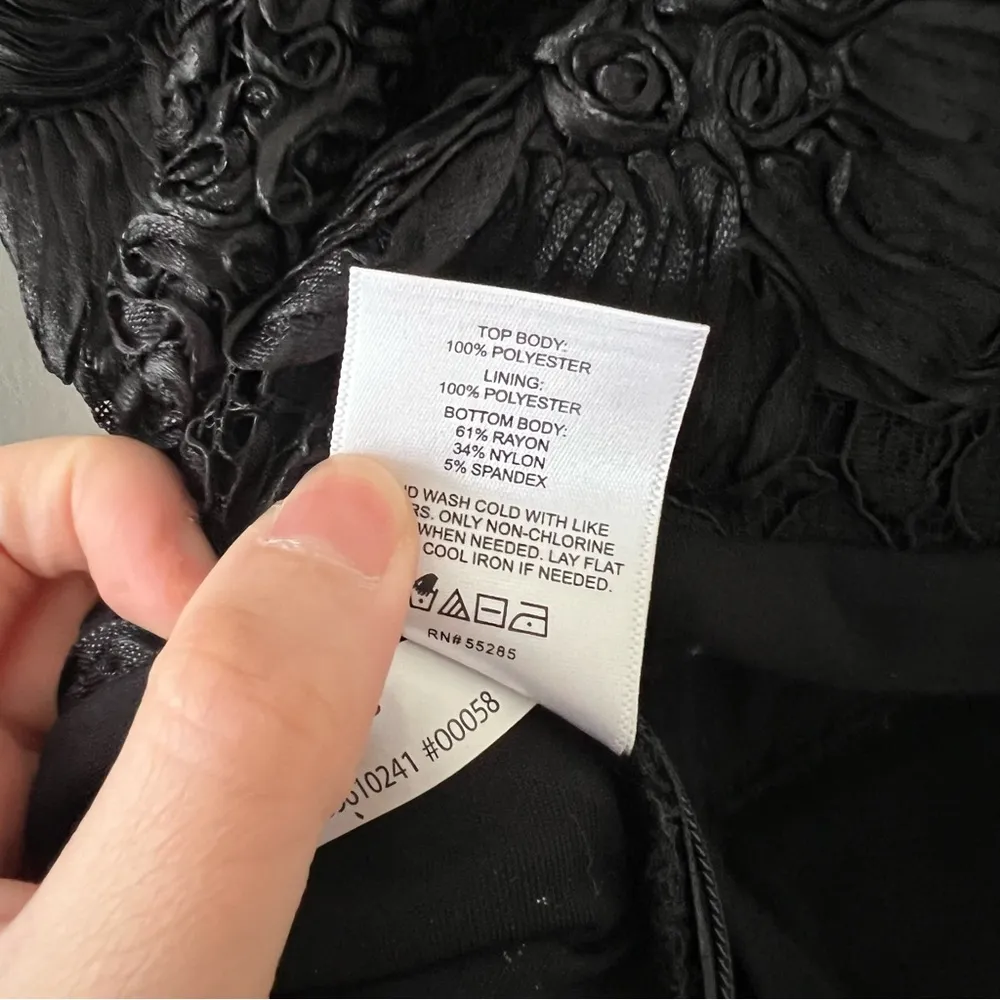 TOP BODY:
100% POLYESTER
LINING:
100% POLYESTER
BOTTOM BODY:
61% RAYON
34% NYLON
5% SPANDEX
WASH COLD WITH LIKE
ONLY NON-CHLORINE
WHEN NEEDED. LAY FLAT
COOL IRON IF NEEDED.
RN# 55285
#00058